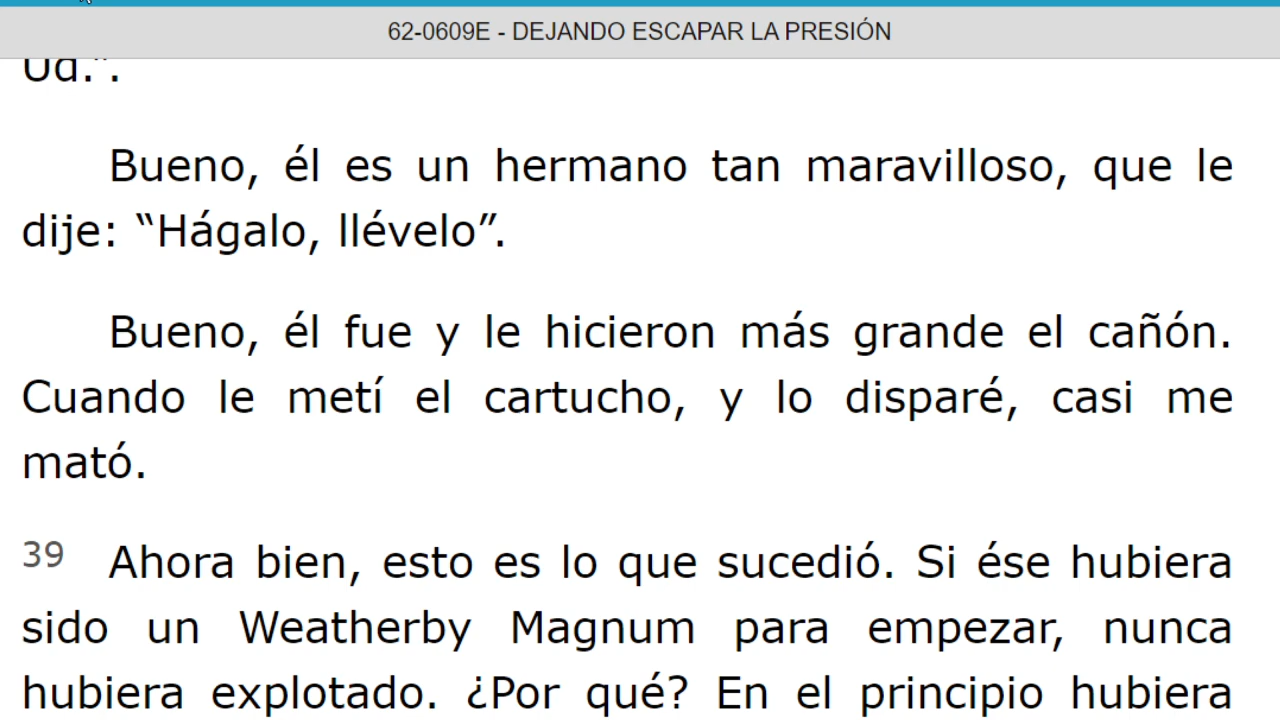 62-0609E - DEJANDO ESCAPAR LA PRESIÓN
Ud.”.
Bueno, él es un hermano tan maravilloso, que le
dije: “Hágalo, llévelo”.
Bueno, él fue y le hicieron más grande el cañón.
Cuando le metí el cartucho, y lo disparé, casi me
mató.
39 Ahora bien, esto es lo que sucedió. Si ése hubiera
sido un Weatherby Magnum para empezar, nunca
hubiera explotado. ¿Por qué? En el principio hubiera